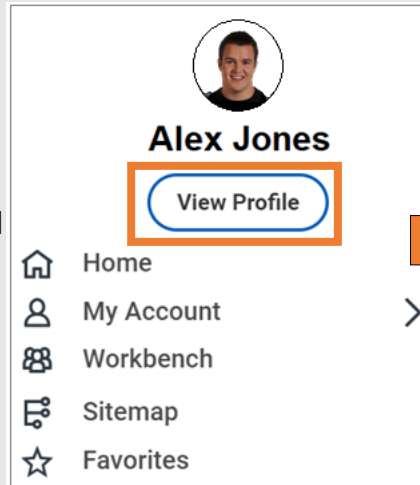 Alex Jones
View Profile
Home
My Account
Workbench
Sitemap
Favorites